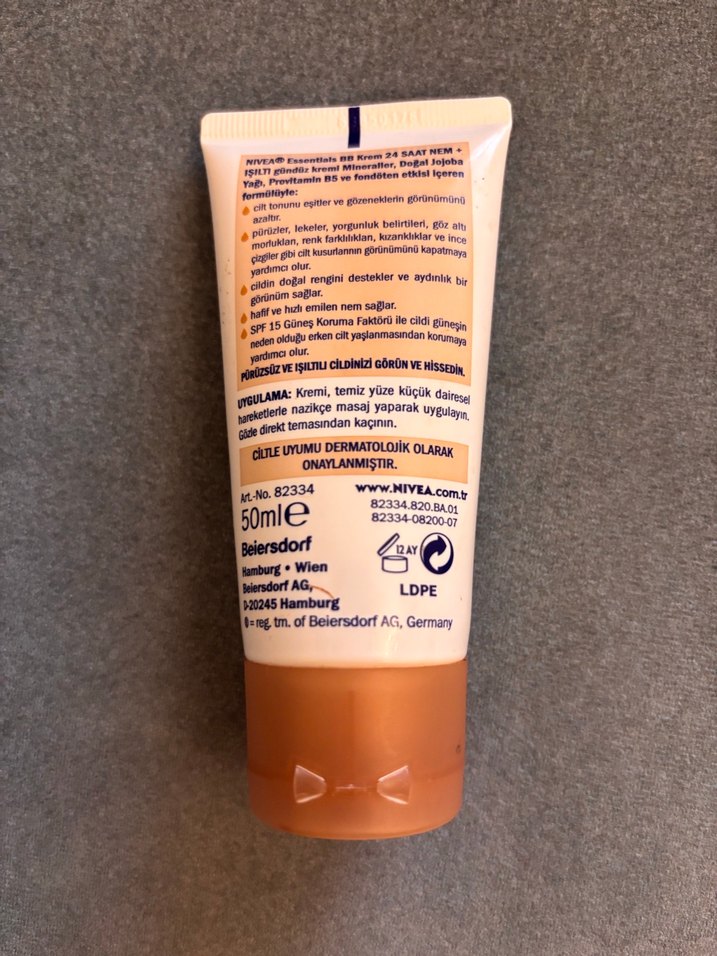 NIVEA® Essentials BB Krem 24 SAAT NEM +
IŞILTI gündüz kremi Mineraller, Doğal Jojoba
Yağı, Provitamin B5 ve fondöten etkisi içeren
formülüyle:
cilt tonunu eşitler ve gözeneklerin görünümünü
azaltır.
pürüzler, lekeler, yorgunluk belirtileri, göz altı
morlukları, renk farklılıkları, kızarıklıklar ve ince
çizgiler gibi cilt kusurlarının görünümünü kapatmaya
yardımcı olur.
cildin doğal rengini destekler ve aydınlık bir
görünüm sağlar.
hafif ve hızlı emilen nem sağlar.
SPF 15 Güneş Koruma Faktörü ile cildi güneşin
neden olduğu erken cilt yaşlanmasından korumaya
yardımcı olur.
PÜRÜZSÜZ VE IŞILTILI CİLDİNİZİ GÖRÜN VE HİSSEDİN.
UYGULAMA: Kremi, temiz yüze küçük dairesel
hareketlerle nazikçe masaj yaparak uygulayın.
Gözle direkt temasından kaçının.
CİLTLE UYUMU DERMATOLOJİK OLARAK
ONAYLANMIŞTIR.
Art.-No. 82334
www.NIVEA.com.tr
50ml e
82334.820.BA.01
82334-08200-07
Beiersdorf
12 AY
Hamburg • Wien
Beiersdorf AG,
LDPE
D-20245 Hamburg
® = reg. tm. of Beiersdorf AG, Germany